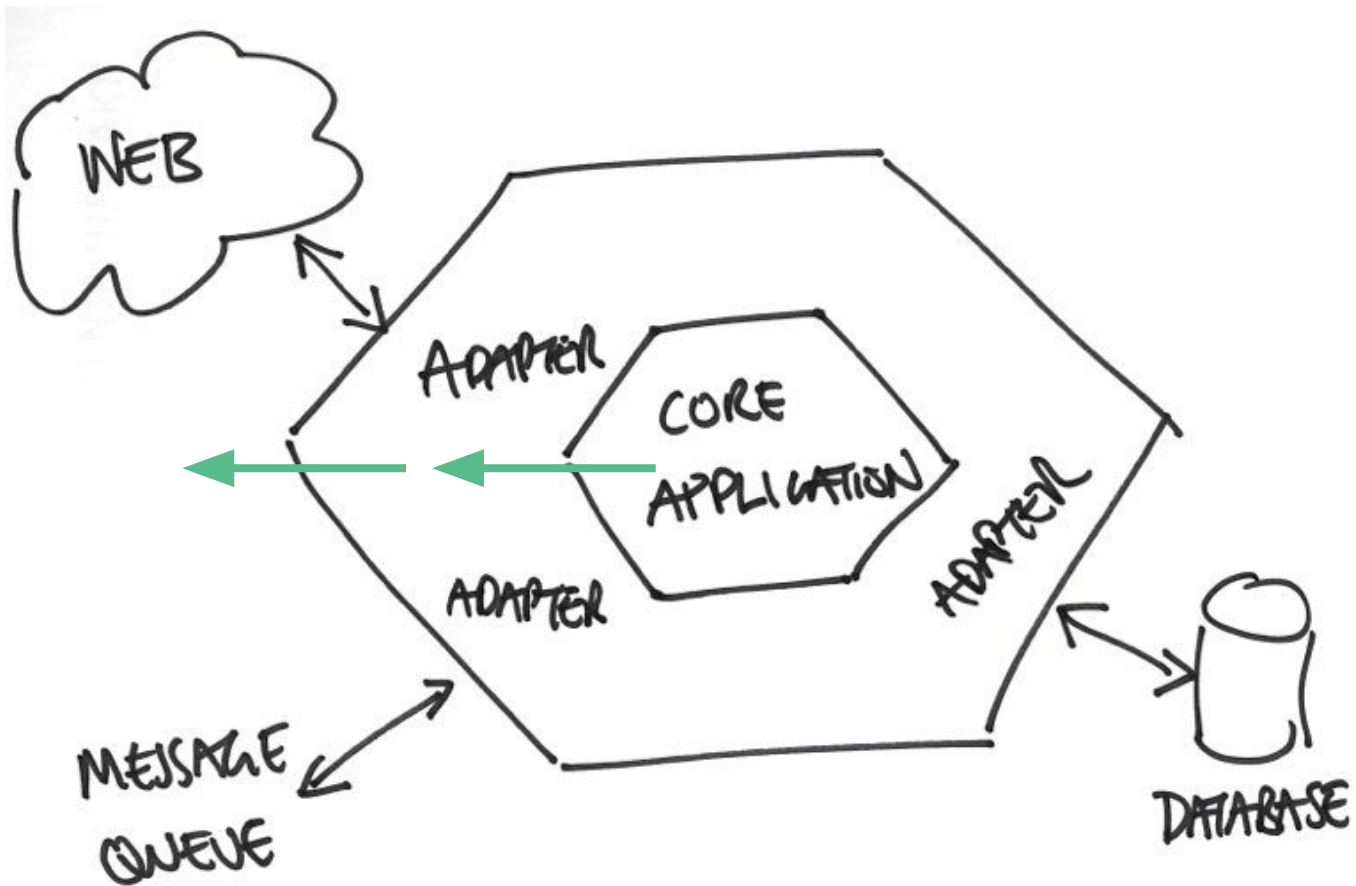 WEB
ADAPTER
CORE
APPLICATION
ADAPTER
ADAPTER
MESSAGE
QUEUE
DATABASE